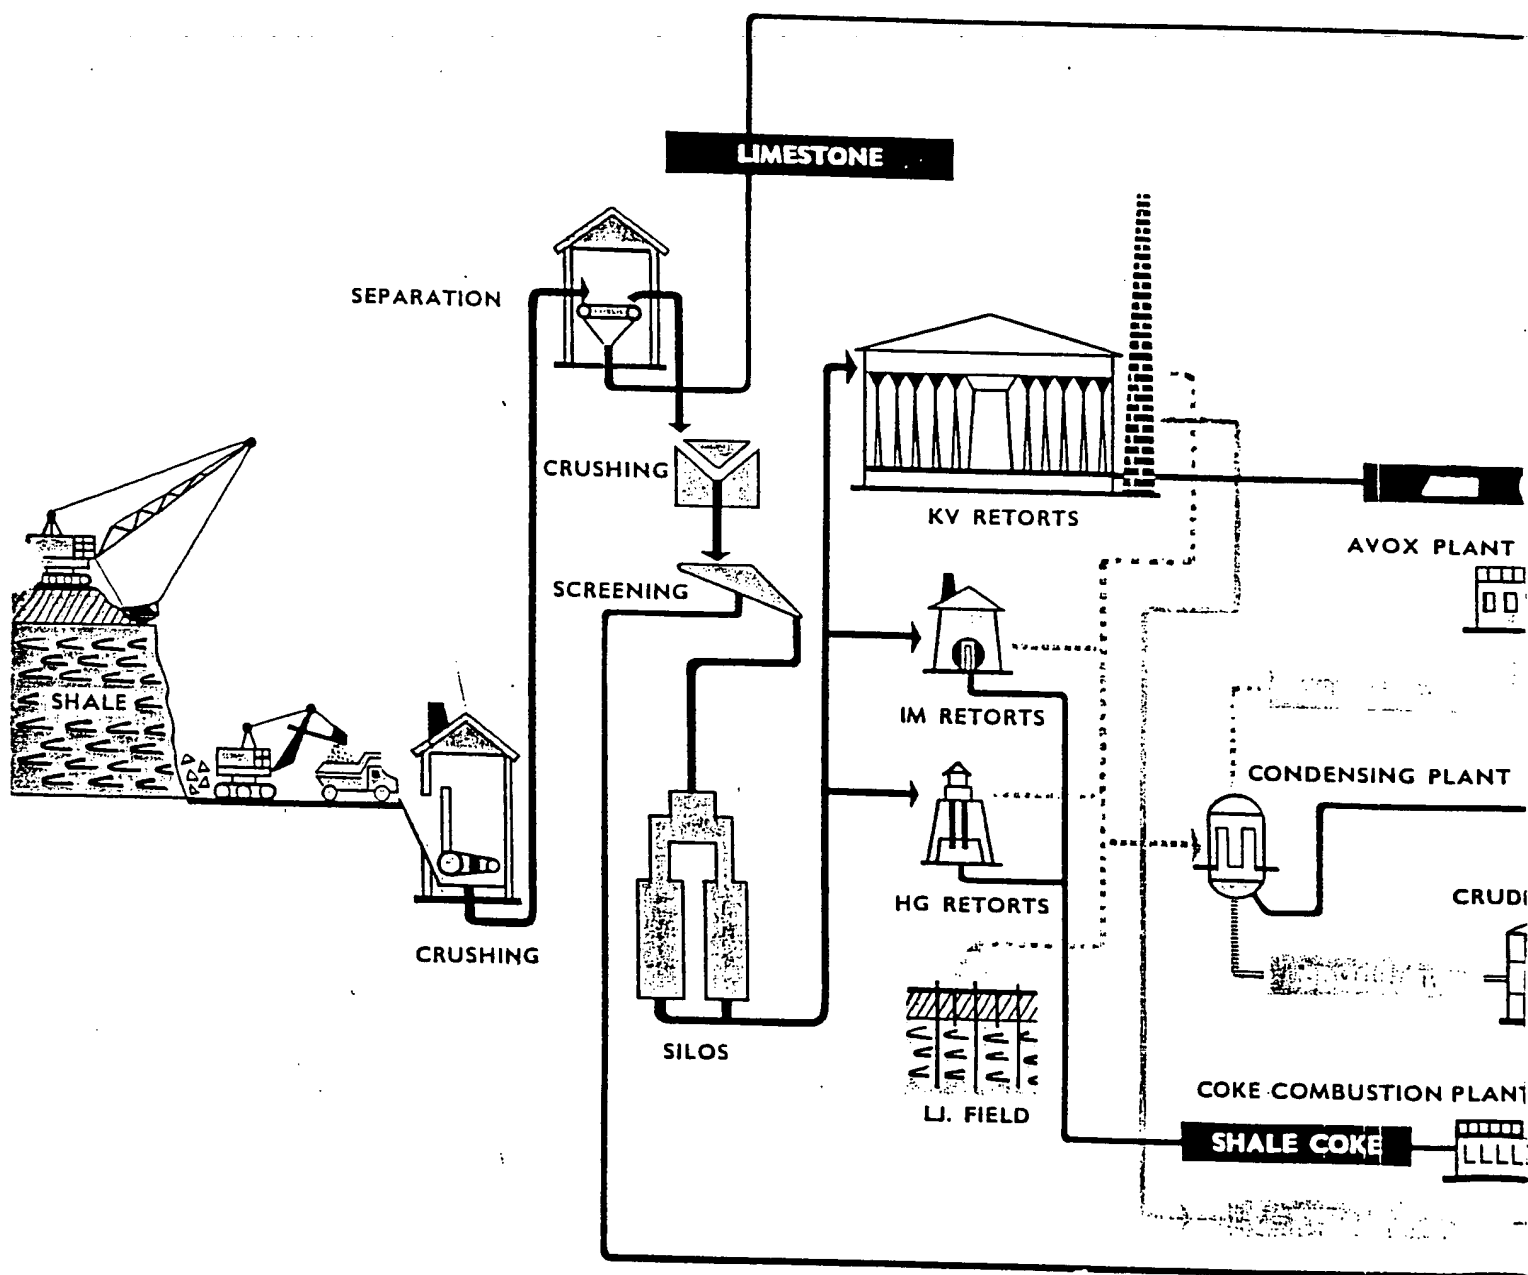 LIMESTONE
SEPARATION
CRUSHING
KV RETORTS
AVOX PLANT
SCREENING
SHALE
IM RETORTS
CONDENSING PLANT
HG RETORTS
CRUDE
CRUSHING
SILOS
LJ. FIELD
COKE COMBUSTION PLANT
SHALE COKE